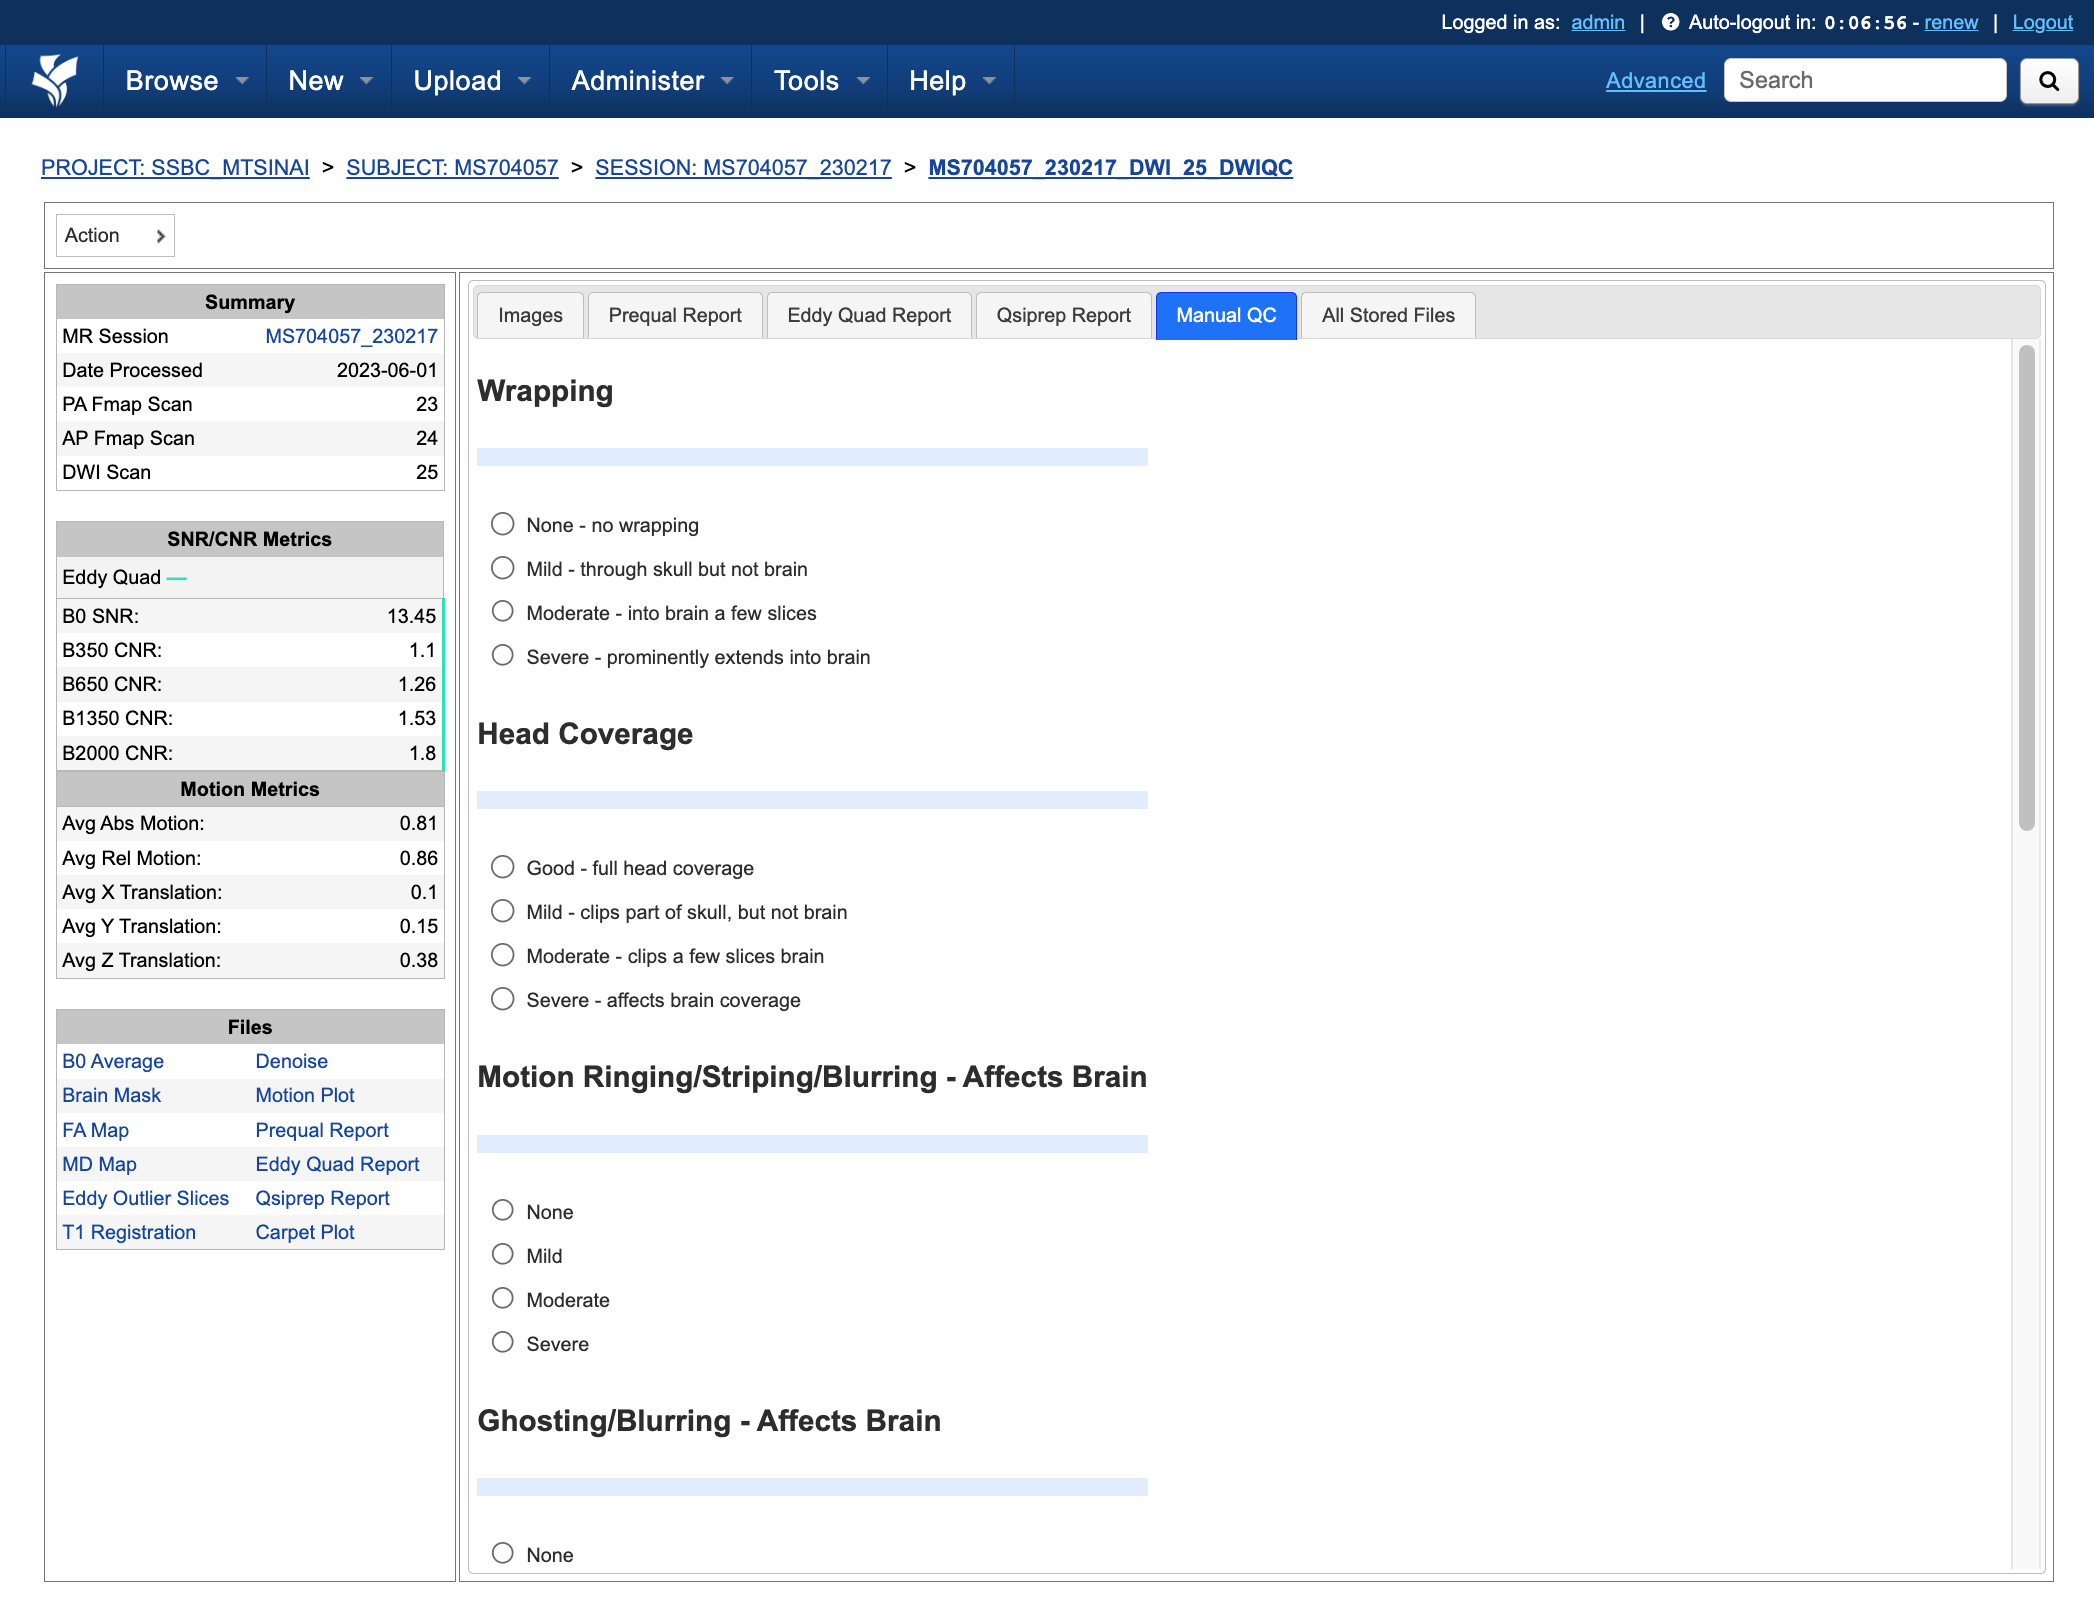 Logged in as: admin | Auto-logout in: 0:06:56 - renew | Logout
Browse New Upload Administer Tools Help Advanced Search
PROJECT: SSBC_MTSINAI > SUBJECT: MS704057 > SESSION: MS704057_230217 > MS704057_230217_DWI_25_DWIQC
Action
Summary
MR Session MS704057_230217
Date Processed 2023-06-01
PA Fmap Scan 23
AP Fmap Scan 24
DWI Scan 25
SNR/CNR Metrics
Eddy Quad —
B0 SNR: 13.45
B350 CNR: 1.1
B650 CNR: 1.26
B1350 CNR: 1.53
B2000 CNR: 1.8
Motion Metrics
Avg Abs Motion: 0.81
Avg Rel Motion: 0.86
Avg X Translation: 0.1
Avg Y Translation: 0.15
Avg Z Translation: 0.38
Files
B0 Average Denoise
Brain Mask Motion Plot
FA Map Prequal Report
MD Map Eddy Quad Report
Eddy Outlier Slices Qsiprep Report
T1 Registration Carpet Plot
Images Prequal Report Eddy Quad Report Qsiprep Report Manual QC All Stored Files
Wrapping
None - no wrapping
Mild - through skull but not brain
Moderate - into brain a few slices
Severe - prominently extends into brain
Head Coverage
Good - full head coverage
Mild - clips part of skull, but not brain
Moderate - clips a few slices brain
Severe - affects brain coverage
Motion Ringing/Striping/Blurring - Affects Brain
None
Mild
Moderate
Severe
Ghosting/Blurring - Affects Brain
None